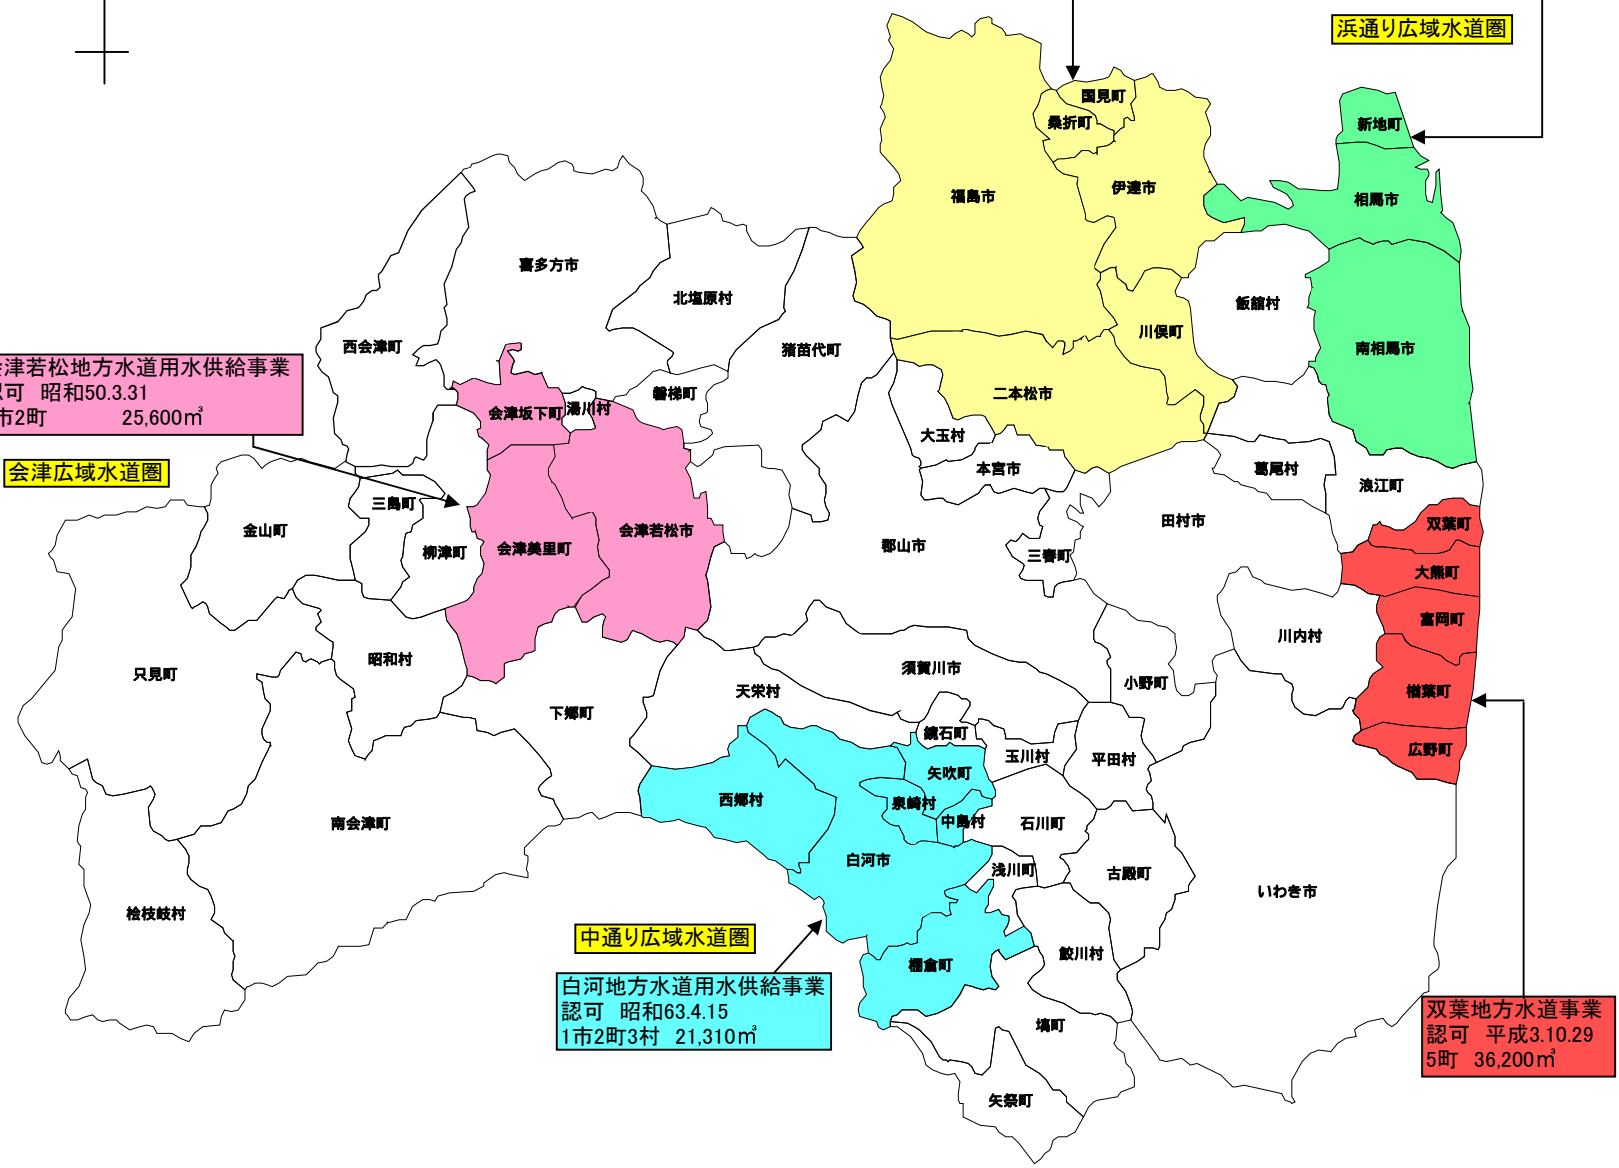 浜通り広域水道圏
国見町
桑折町
新地町
伊達市
福島市
相馬市
喜多方市
北塩原村
飯舘村
川俣町
西会津町
猪苗代町
南相馬市
津若松地方水道用水供給事業
可 昭和50.3.31
市2町 25,600㎥
磐梯町
二本松市
会津坂下町
湯川村
大玉村
会津広域水道圏
本宮市
葛尾村
浪江町
三島町
金山町
会津若松市
田村市
双葉町
柳津町
会津美里町
郡山市
三春町
大熊町
富岡町
川内村
昭和村
須賀川市
只見町
小野町
天栄村
楢葉町
下郷町
鏡石町
広野町
玉川村
平田村
矢吹町
西郷村
泉崎村
中島村
石川町
南会津町
白河市
浅川町
古殿町
いわき市
檜枝岐村
中通り広域水道圏
鮫川村
棚倉町
白河地方水道用水供給事業
認可 昭和63.4.15
1市2町3村 21,310㎥
塙町
双葉地方水道事業
認可 平成3.10.29
5町 36,200㎥
矢祭町